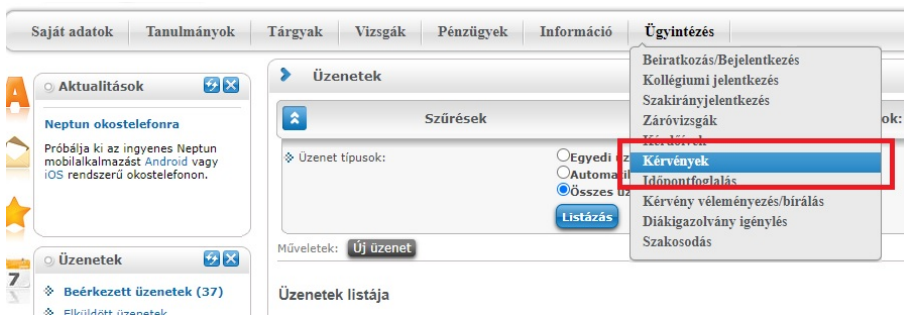 Saját adatok Tanulmányok Tárgyak Vizsgák Pénzügyek Információ Ügyintézés
Beiratkozás/Bejelentkezés
Kollégiumi jelentkezés
Szakirányjelentkezés
Záróvizsgák
Kérdőívek
Kérvények
Időpontfoglalás
Kérvény véleményezés/bírálás
Diákigazolvány igénylés
Szakosodás
Aktualitások
Neptun okostelefonra
Próbálja ki az ingyenes Neptun
mobilalkalmazást Android vagy
iOS rendszerű okostelefonon.
Üzenetek
Beérkezett üzenetek (37)
Elküldött üzenetek
7
Üzenetek
Szűrések
ok:
Üzenet típusok:
Egyedi üz
Automati
Összes üz
Listázás
Műveletek: Új üzenet
Üzenetek listája